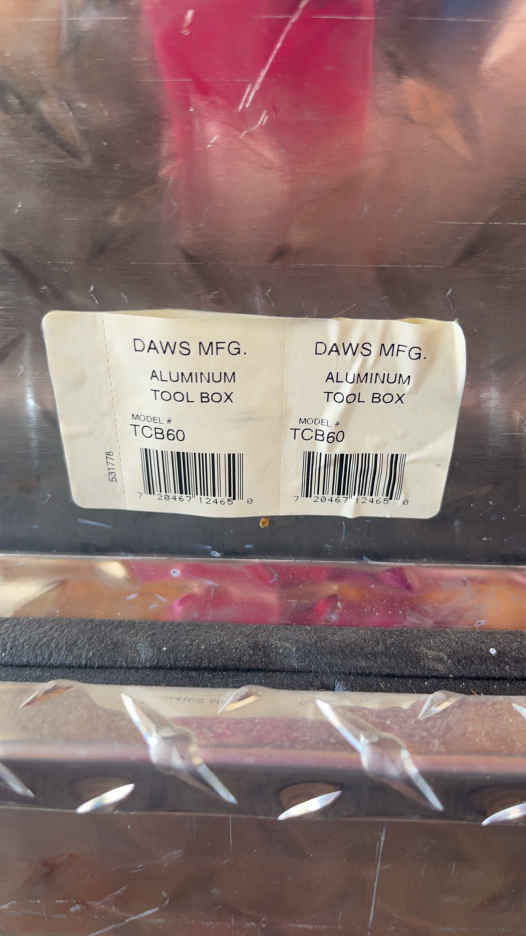 DAWS MFG.
ALUMINUM
TOOL BOX
MODEL #
TCB60
531778
7 20467 12465 0
DAWS MFG.
ALUMINUM
TOOL BOX
MODEL #
TCB60
7 20467 12465 0